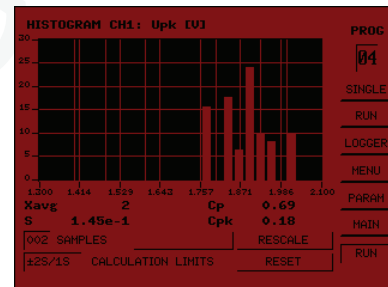 HISTOGRAM CH1: Upk [V]
PROG
04
30
25
20
15
10
5
0
1.200 1.414 1.529 1.643 1.757 1.871 1.986 2.100
Xavg 2 Cp 0.69
S 1.45e-1 Cpk 0.18
002 SAMPLES RESCALE
±2S/1S CALCULATION LIMITS RESET
SINGLE
RUN
LOGGER
MENU
PARAM
MAIN
RUN